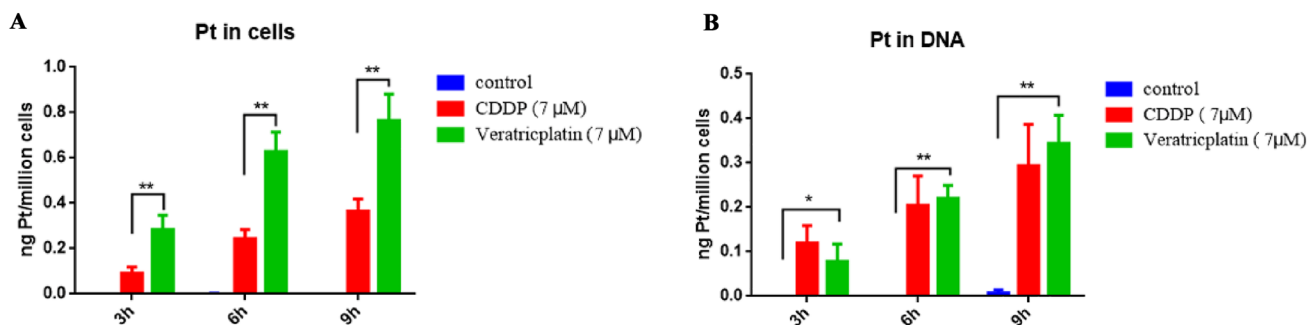 A
Pt in cells
ng Pt/million cells
1.0
0.8
0.6
0.4
0.2
0.0
**
**
**
3h
6h
9h
control
CDDP (7 μM)
Veratricplatin (7 μM)
B
Pt in DNA
ng Pt/million cells
0.5
0.4
0.3
0.2
0.1
0.0
*
**
**
3h
6h
9h
control
CDDP ( 7μM)
Veratricplatin ( 7μM)